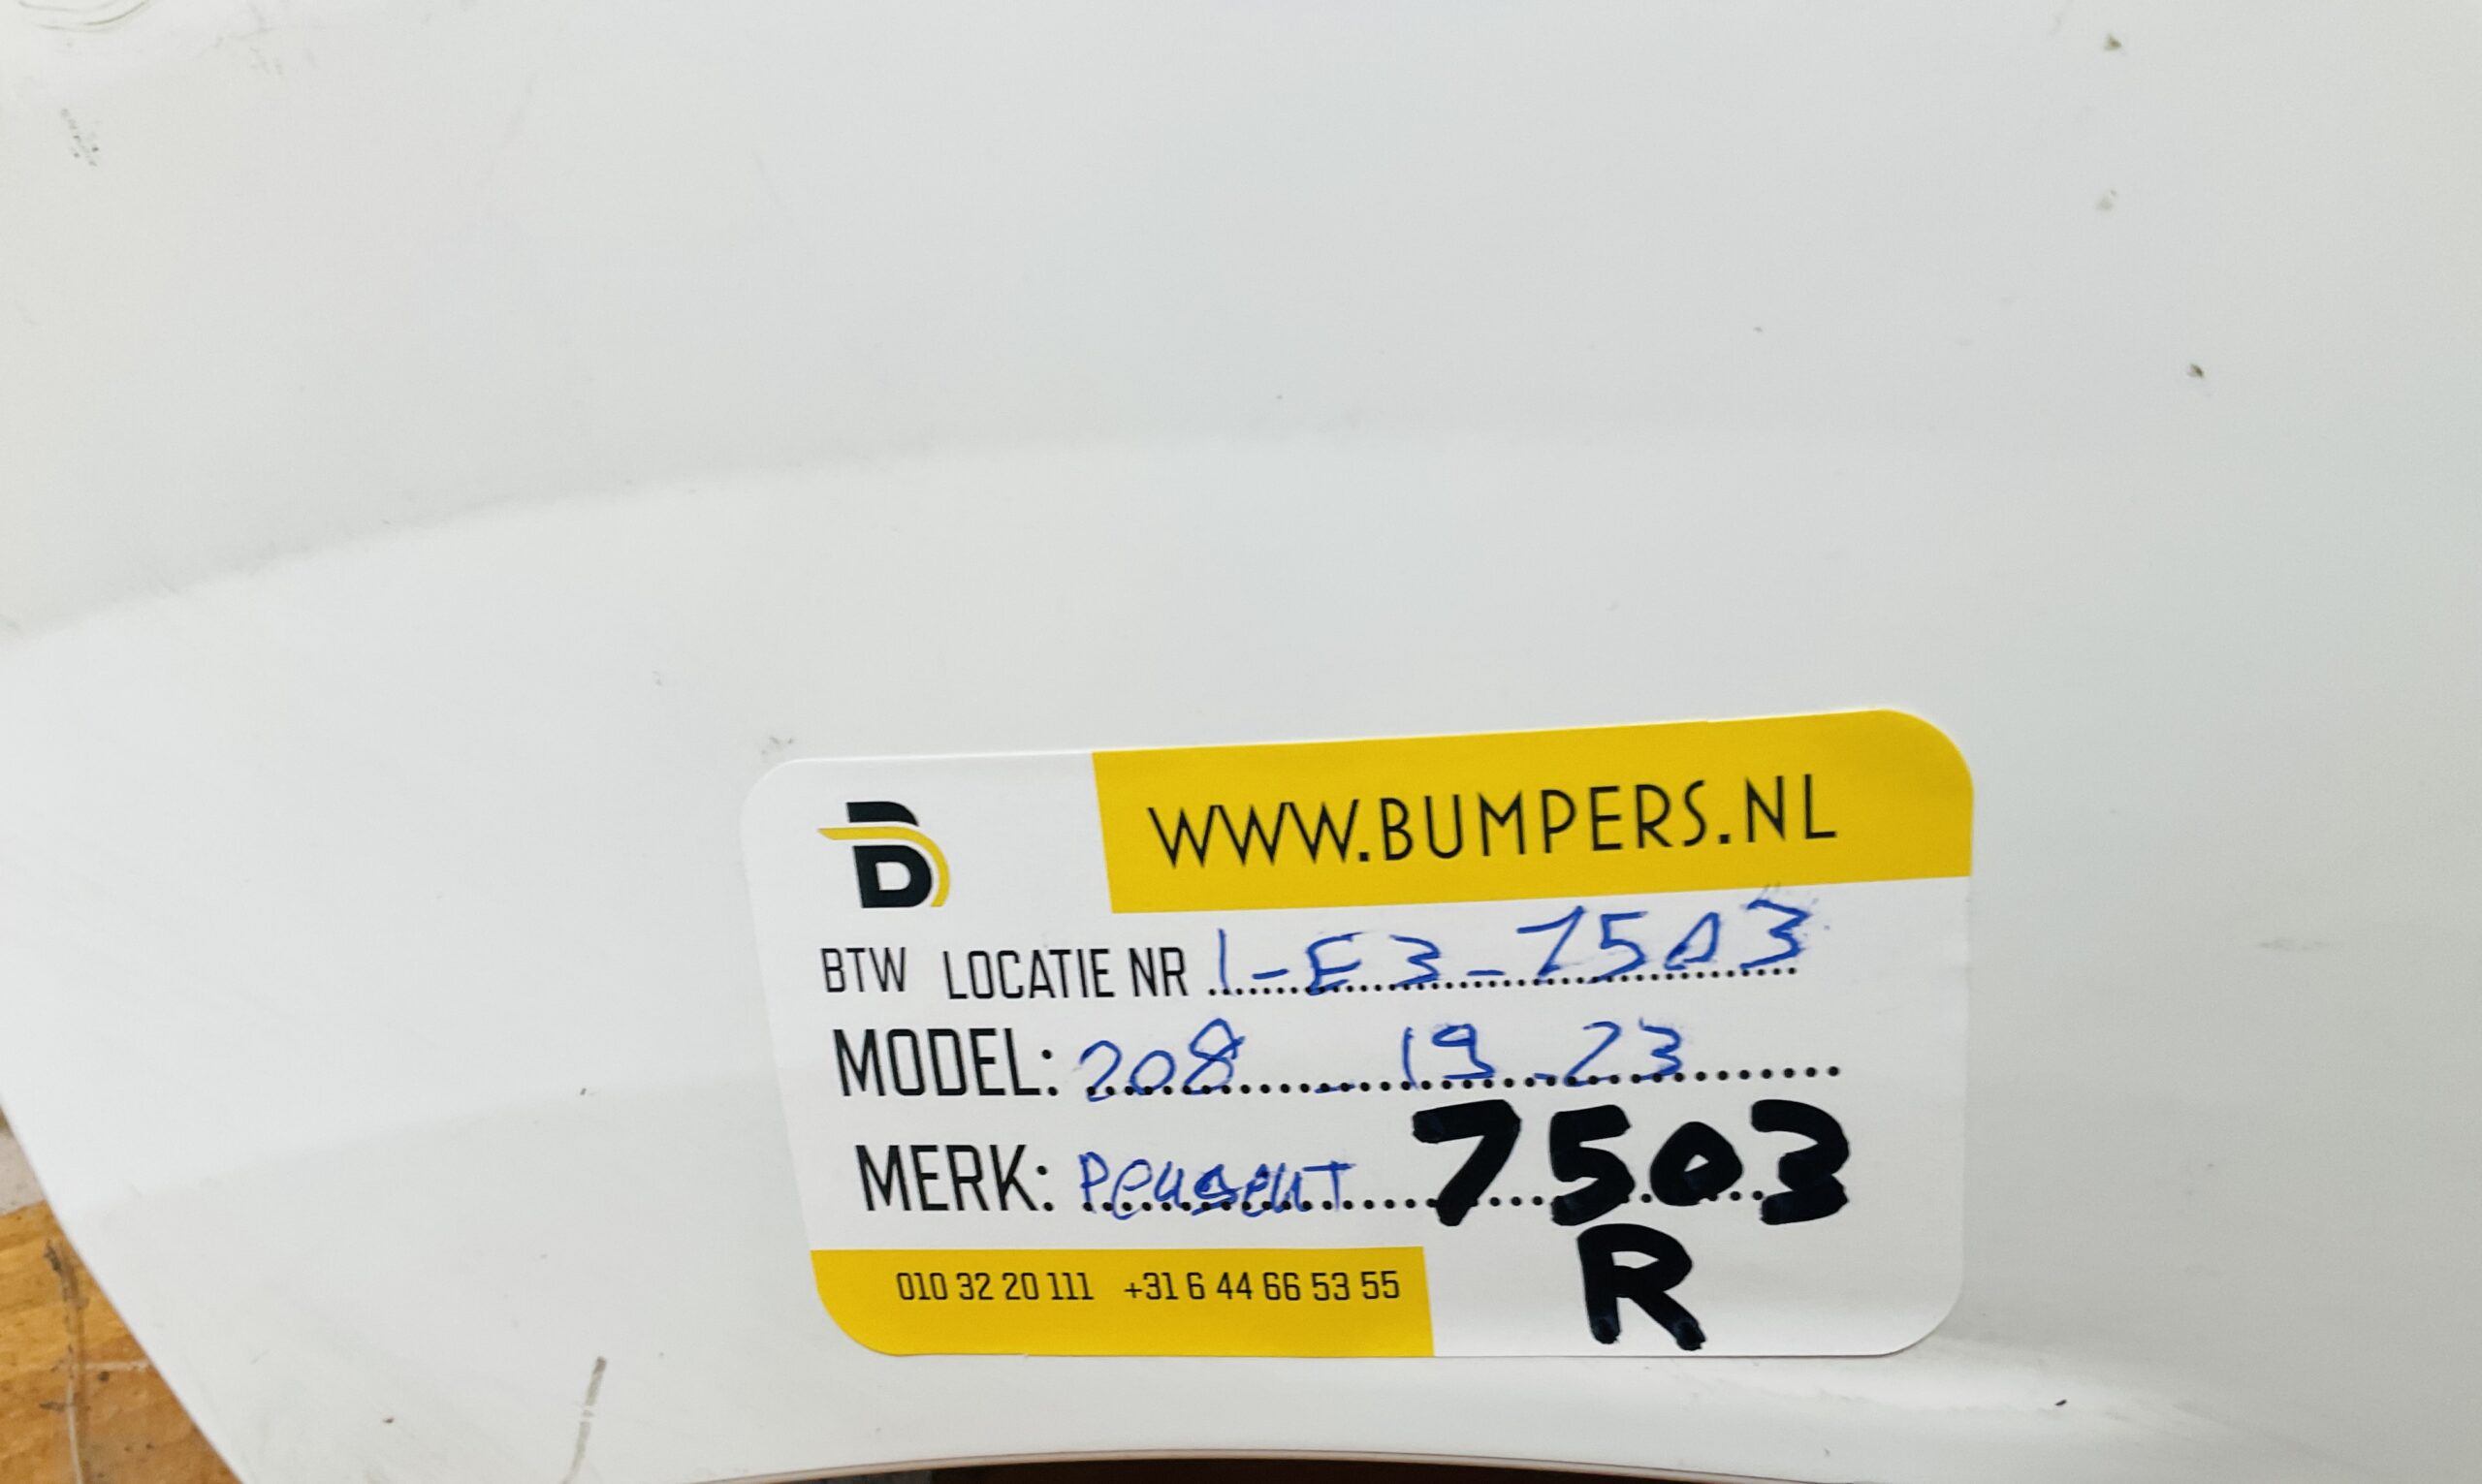 WWW.BUMPERS.NL
BTW LOCATIE NR 1-E3-7503
MODEL: 208 - 19-23
MERK: Peugeout 7503
R
010 32 20 111 +31 6 44 66 53 55